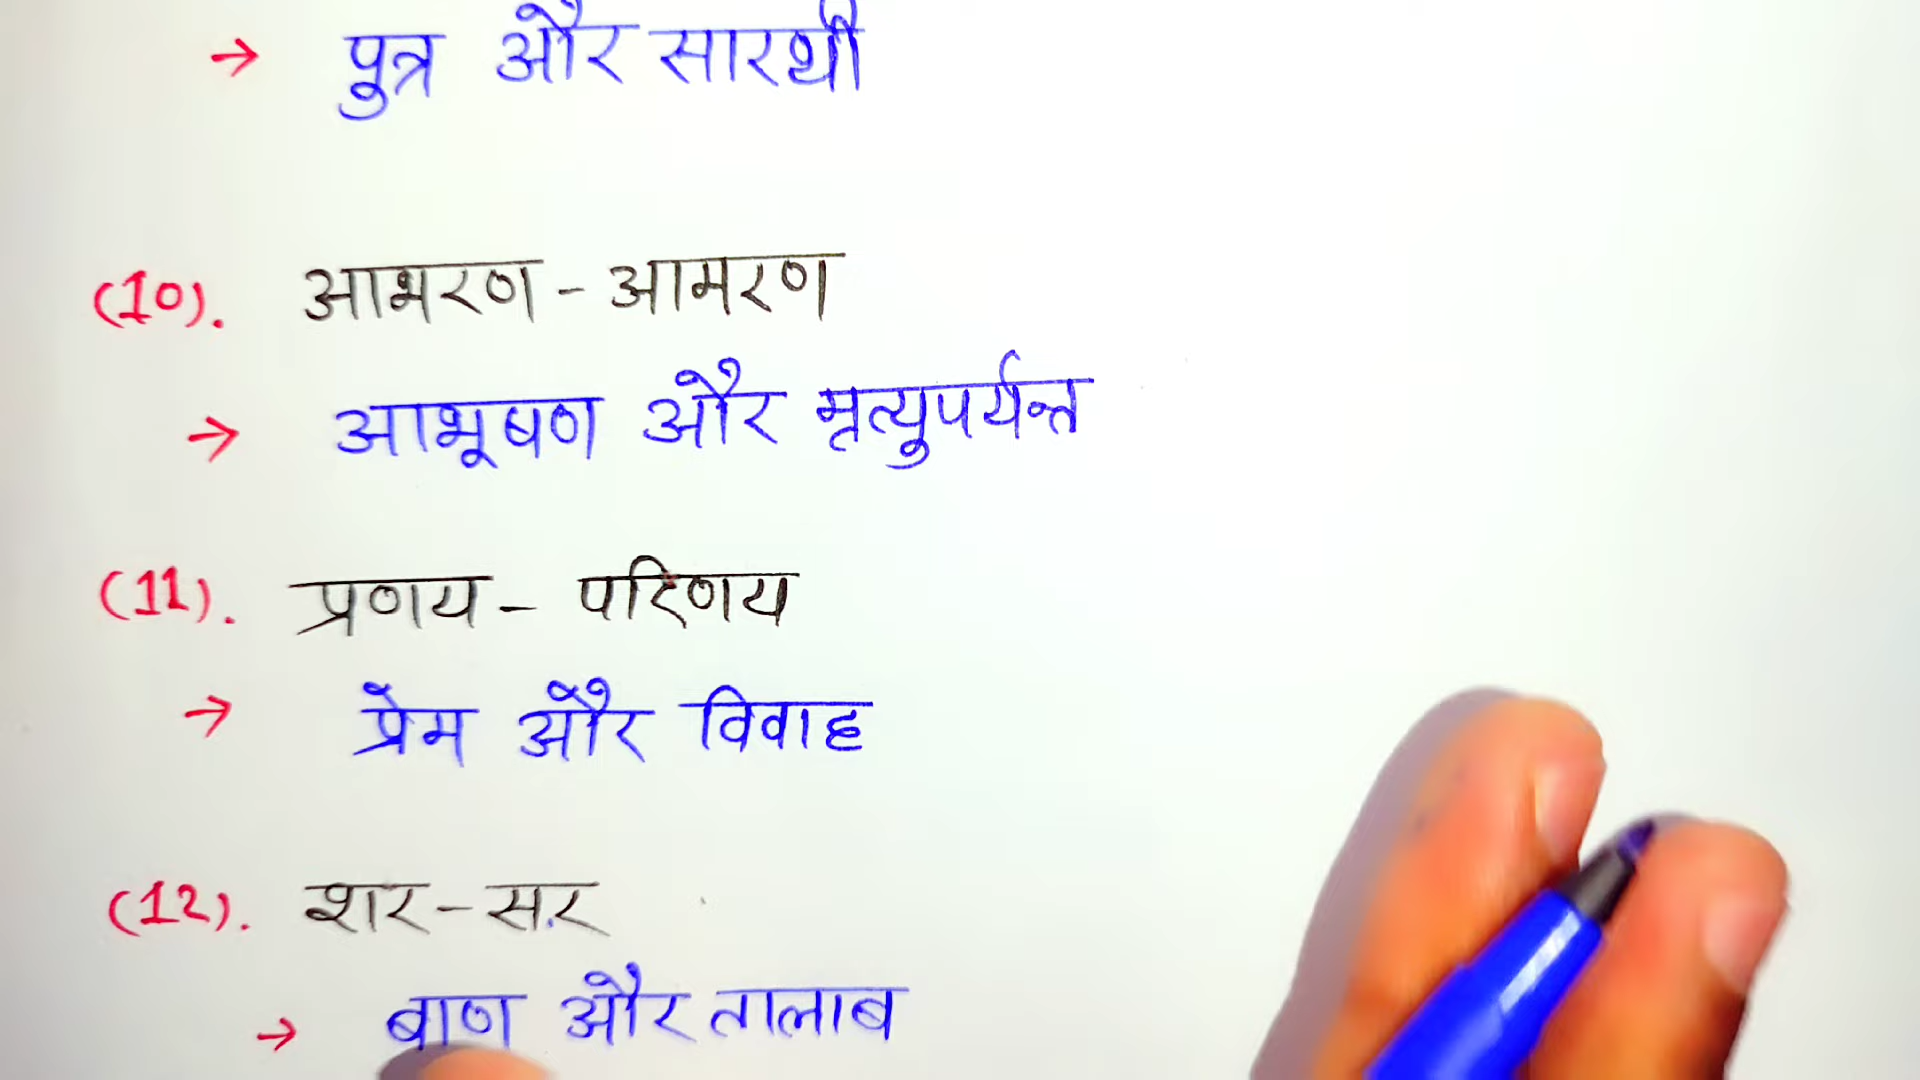 → पुत्र और सारथी
(10). आभरण - आमरण
→ आभूषण और मृत्युपर्यन्त
(11). प्रणय - परिणय
→ प्रेम और विवाह
(12). शर - सर
→ बाण और तालाब